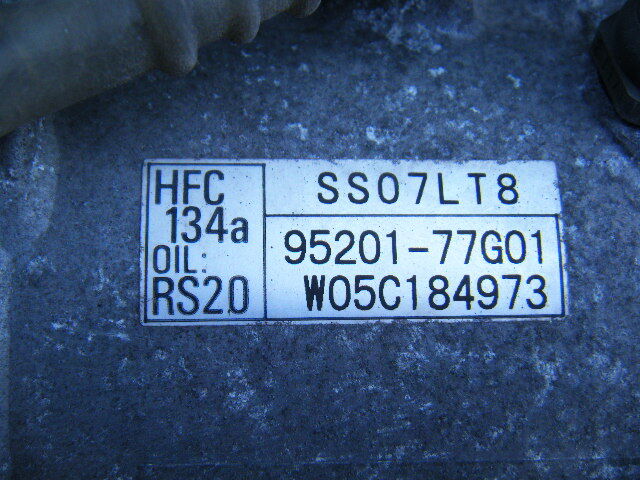 HFC
134a
OIL:
RS20
SS07LT8
95201-77G01
W05C184973